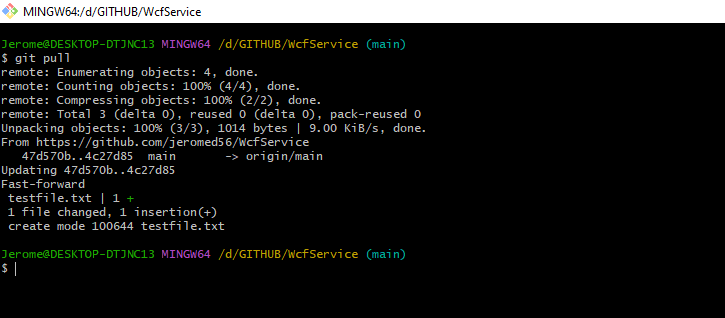 MINGW64:/d/GITHUB/WcfService
Jerome@DESKTOP-DTJNC13 MINGW64 /d/GITHUB/WcfService (main)
$ git pull
remote: Enumerating objects: 4, done.
remote: Counting objects: 100% (4/4), done.
remote: Compressing objects: 100% (2/2), done.
remote: Total 3 (delta 0), reused 0 (delta 0), pack-reused 0
Unpacking objects: 100% (3/3), 1014 bytes | 9.00 KiB/s, done.
From https://github.com/jeromed56/WcfService
   47d570b..4c27d85  main       -> origin/main
Updating 47d570b..4c27d85
Fast-forward
 testfile.txt | 1 +
 1 file changed, 1 insertion(+)
 create mode 100644 testfile.txt
Jerome@DESKTOP-DTJNC13 MINGW64 /d/GITHUB/WcfService (main)
$